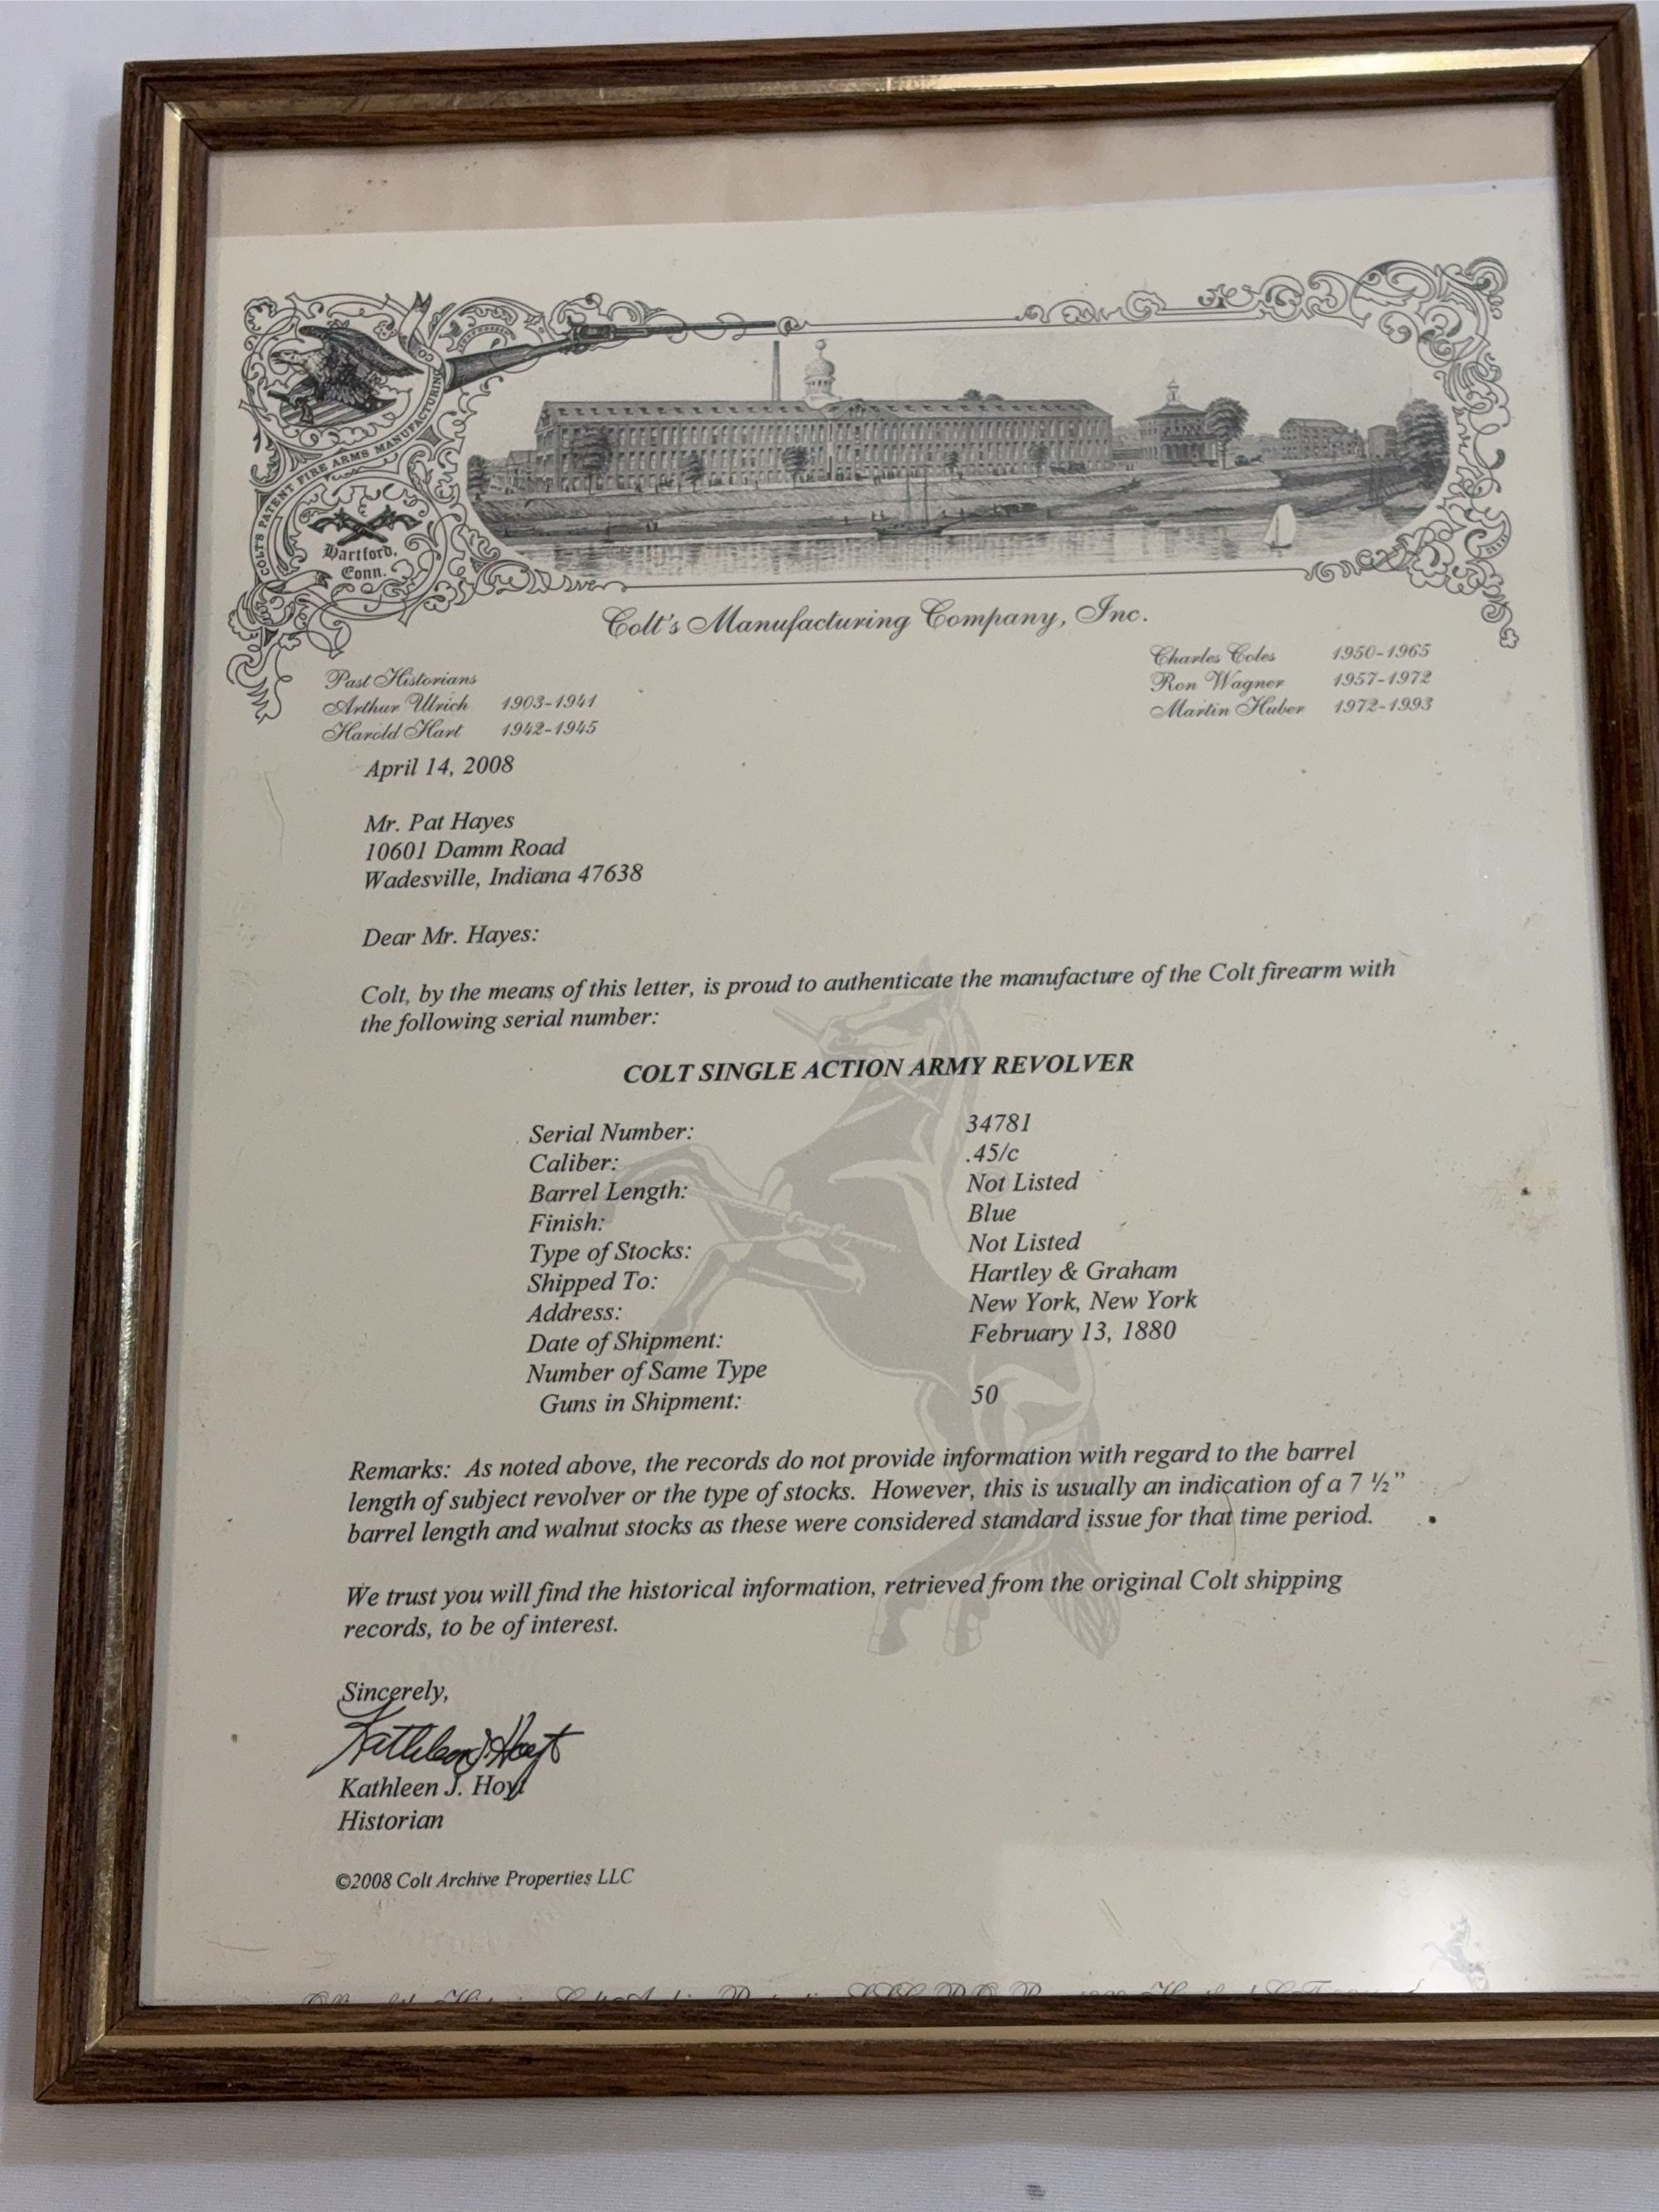 COLT'S PATENT FIRE ARMS MANUFACTURING CO
Hartford,
Conn.
Colt's Manufacturing Company, Inc.
Past Historians
Arthur Ulrich 1903-1941
Harold Hart 1942-1945
Charles Coles 1950-1965
Ron Wagner 1957-1972
Martin Huber 1972-1993
April 14, 2008
Mr. Pat Hayes
10601 Damm Road
Wadesville, Indiana 47638
Dear Mr. Hayes:
Colt, by the means of this letter, is proud to authenticate the manufacture of the Colt firearm with
the following serial number:
COLT SINGLE ACTION ARMY REVOLVER
Serial Number: 34781
Caliber: .45/c
Barrel Length: Not Listed
Finish: Blue
Type of Stocks: Not Listed
Shipped To: Hartley & Graham
Address: New York, New York
Date of Shipment: February 13, 1880
Number of Same Type
Guns in Shipment: 50
Remarks: As noted above, the records do not provide information with regard to the barrel
length of subject revolver or the type of stocks. However, this is usually an indication of a 7 ½"
barrel length and walnut stocks as these were considered standard issue for that time period.
We trust you will find the historical information, retrieved from the original Colt shipping
records, to be of interest.
Sincerely,
Kathleen J. Hoyt
Kathleen J. Hoyt
Historian
©2008 Colt Archive Properties LLC